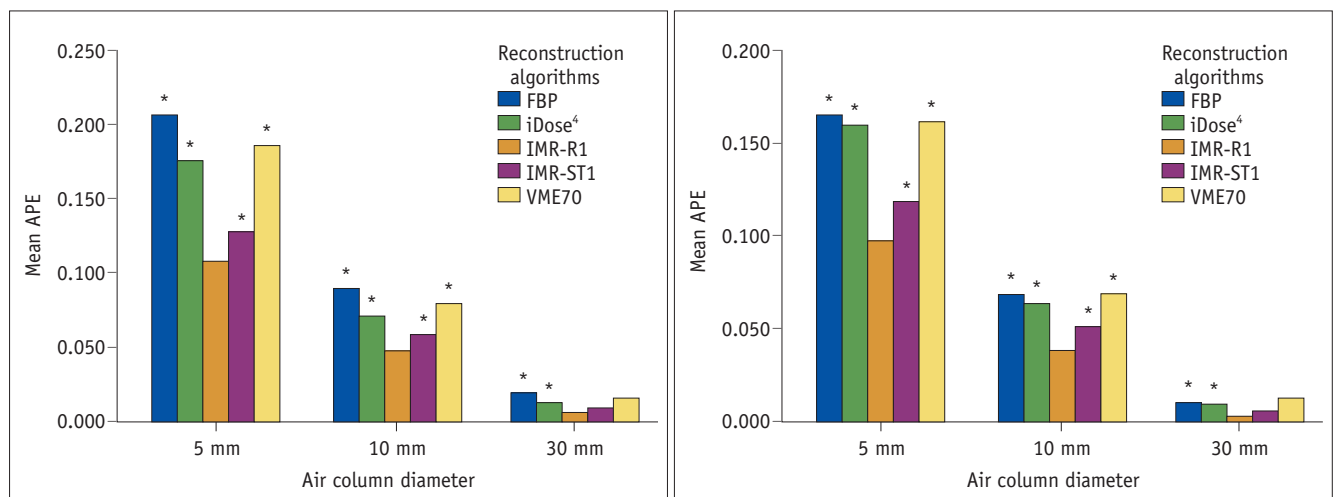 0.250
0.200
0.150
0.100
0.050
0.000
Mean APE
Reconstruction
algorithms
FBP
iDose⁴
IMR-R1
IMR-ST1
VME70
* * * *
* * * *
* *
5 mm 10 mm 30 mm
Air column diameter
0.200
0.150
0.100
0.050
0.000
Mean APE
Reconstruction
algorithms
FBP
iDose⁴
IMR-R1
IMR-ST1
VME70
* * * *
* * * *
* *
5 mm 10 mm 30 mm
Air column diameter